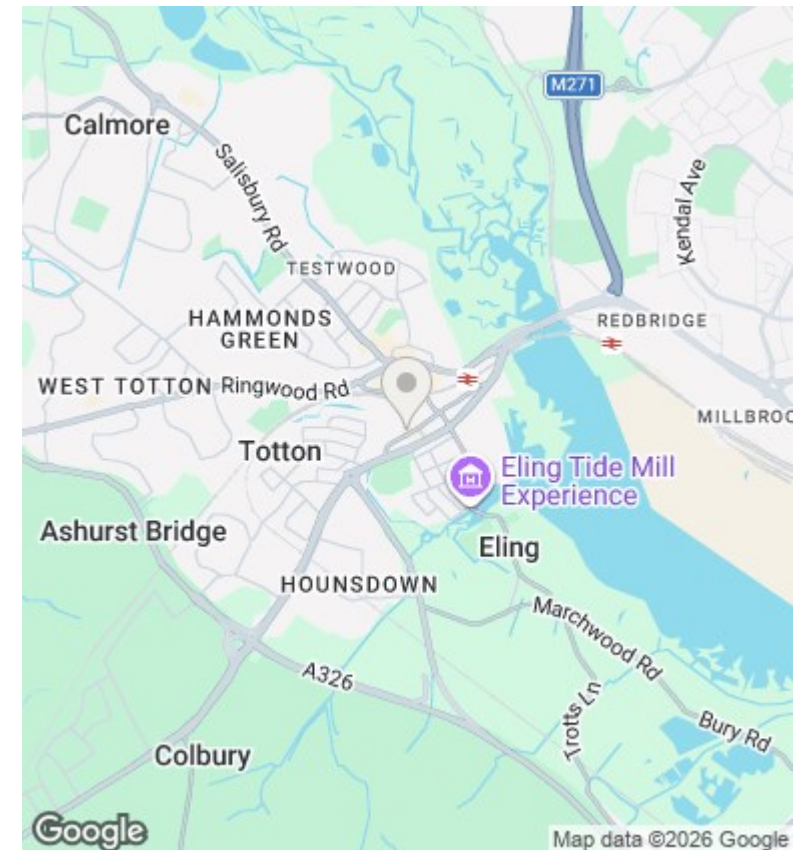 M271
Calmore
Kendal Ave
Salisbury Rd
TESTWOOD
HAMMONDS
GREEN
REDBRIDGE
WEST TOTTON
Ringwood Rd
MILLBROO
Totton
Eling Tide Mill
Experience
Ashurst Bridge
Eling
HOUNSDOWN
Marchwood Rd
A326
Trotts Ln
Bury Rd
Colbury
Google
Map data ©2026 Google